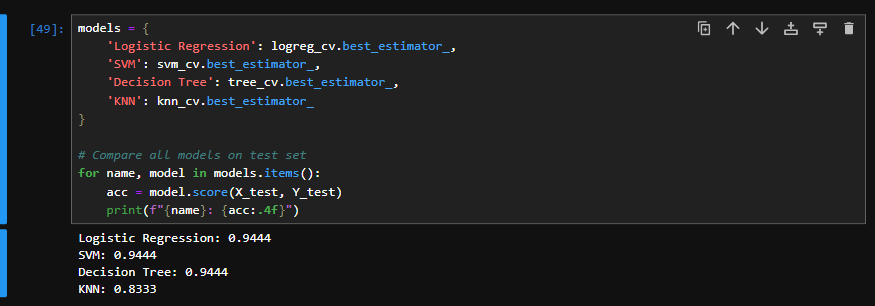 [49]: models = {
    'Logistic Regression': logreg_cv.best_estimator_,
    'SVM': svm_cv.best_estimator_,
    'Decision Tree': tree_cv.best_estimator_,
    'KNN': knn_cv.best_estimator_
}

# Compare all models on test set
for name, model in models.items():
    acc = model.score(X_test, Y_test)
    print(f"{name}: {acc:.4f}")
Logistic Regression: 0.9444
SVM: 0.9444
Decision Tree: 0.9444
KNN: 0.8333